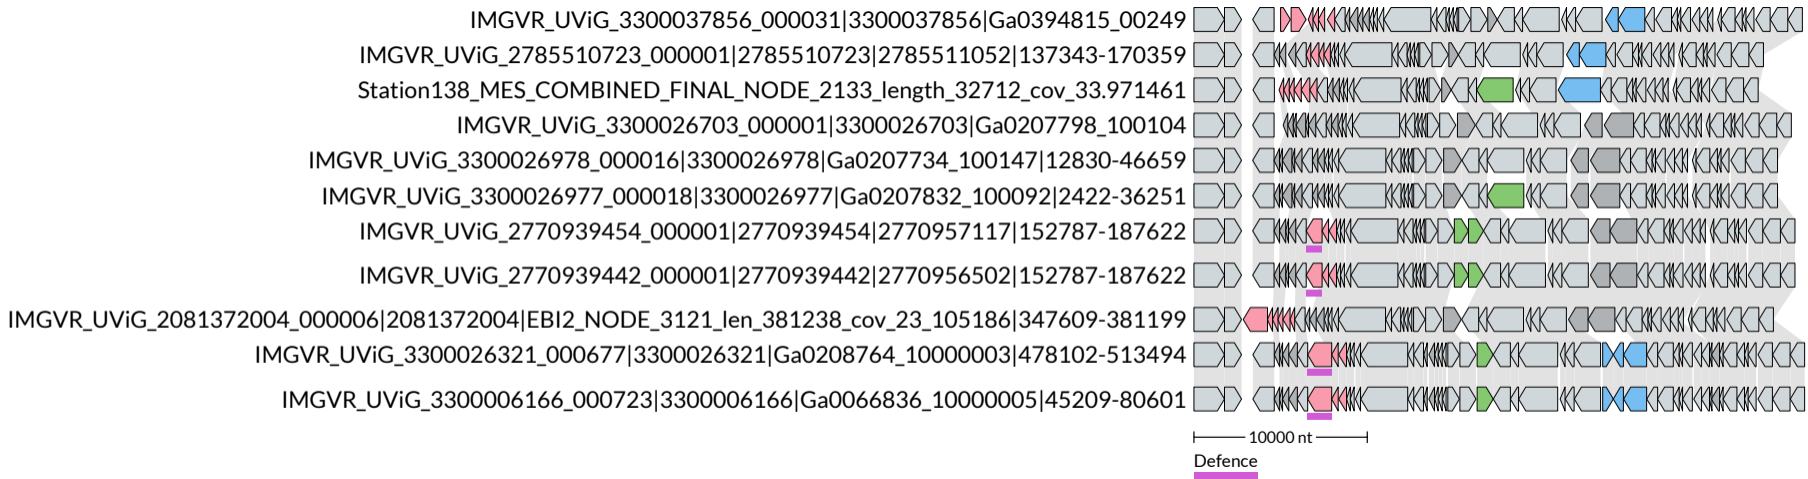 IMGVR_UViG_3300037856_000031|3300037856|Ga0394815_00249
IMGVR_UViG_2785510723_000001|2785510723|2785511052|137343-170359
Station138_MES_COMBINED_FINAL_NODE_2133_length_32712_cov_33.971461
IMGVR_UViG_3300026703_000001|3300026703|Ga0207798_100104
IMGVR_UViG_3300026978_000016|3300026978|Ga0207734_100147|12830-46659
IMGVR_UViG_3300026977_000018|3300026977|Ga0207832_100092|2422-36251
IMGVR_UViG_2770939454_000001|2770939454|2770957117|152787-187622
IMGVR_UViG_2770939442_000001|2770939442|2770956502|152787-187622
IMGVR_UViG_2081372004_000006|2081372004|EBI2_NODE_3121_len_381238_cov_23_105186|347609-381199
IMGVR_UViG_3300026321_000677|3300026321|Ga0208764_10000003|478102-513494
IMGVR_UViG_3300006166_000723|3300006166|Ga0066836_10000005|45209-80601
10000 nt
Defence